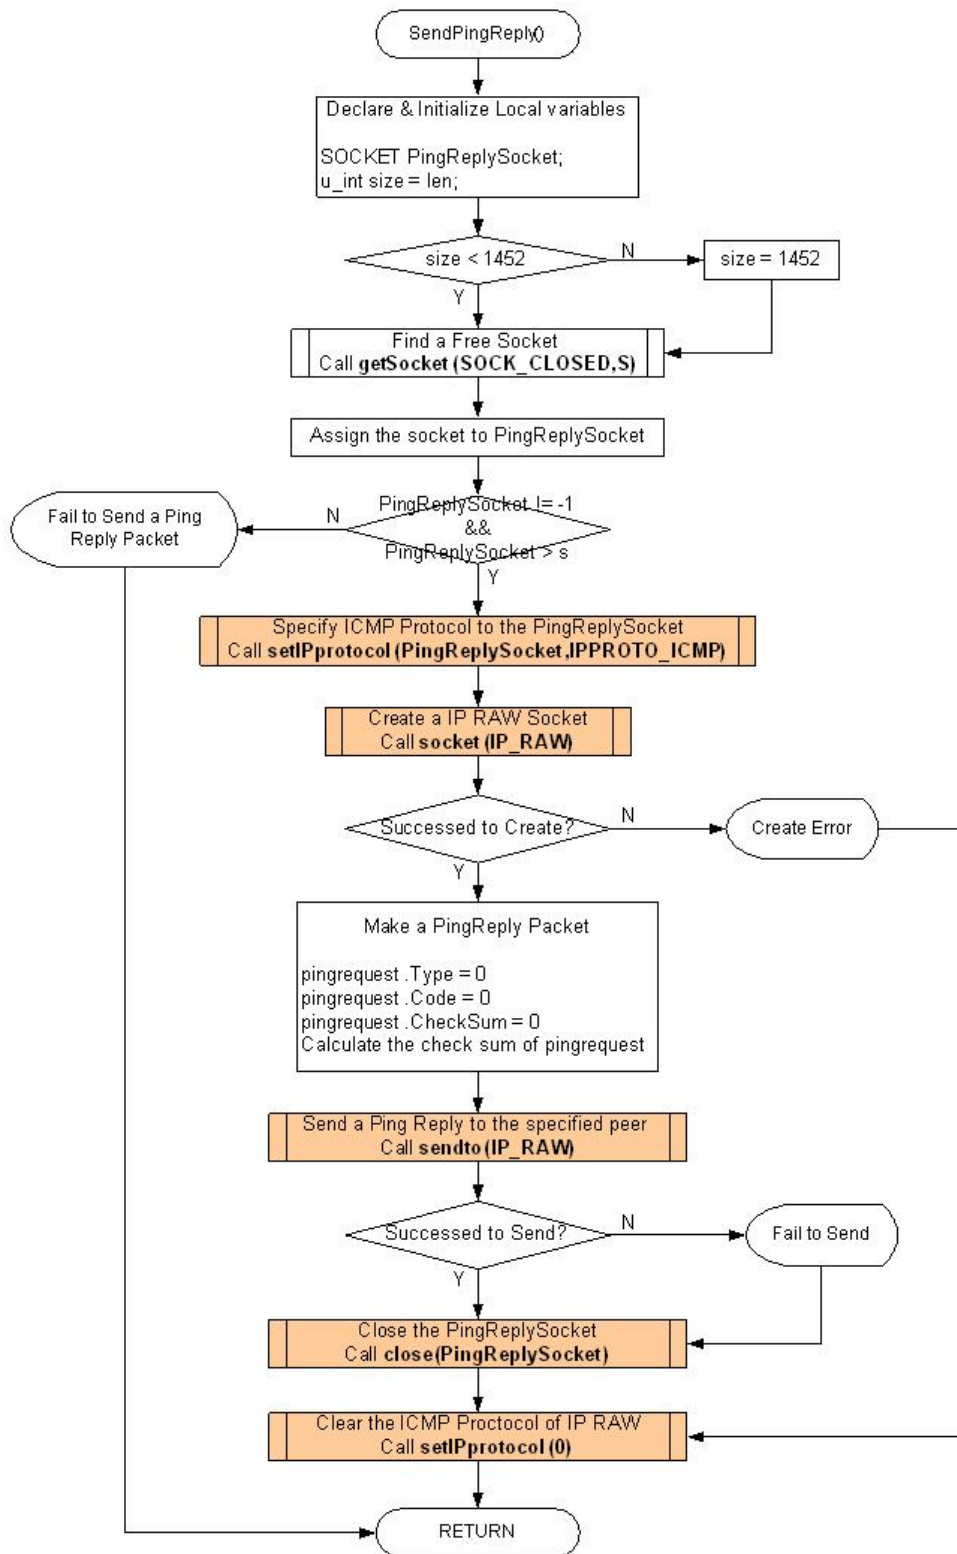 SendPingReply()
Declare & Initialize Local variables
SOCKET PingReplySocket;
u_int size = len;
size < 1452
N
size = 1452
Y
Find a Free Socket
Call getSocket (SOCK_CLOSED,S)
Assign the socket to PingReplySocket
PingReplySocket != -1
&&
PingReplySocket > s
N
Fail to Send a Ping
Reply Packet
Y
Specify ICMP Protocol to the PingReplySocket
Call setIPprotocol (PingReplySocket,IPPROTO_ICMP)
Create a IP RAW Socket
Call socket (IP_RAW)
Successed to Create?
N
Create Error
Y
Make a PingReply Packet
pingrequest .Type = 0
pingrequest .Code = 0
pingrequest .CheckSum = 0
Calculate the check sum of pingrequest
Send a Ping Reply to the specified peer
Call sendto (IP_RAW)
Successed to Send?
N
Fail to Send
Y
Close the PingReplySocket
Call close(PingReplySocket)
Clear the ICMP Proctocol of IP RAW
Call setIPprotocol (0)
RETURN